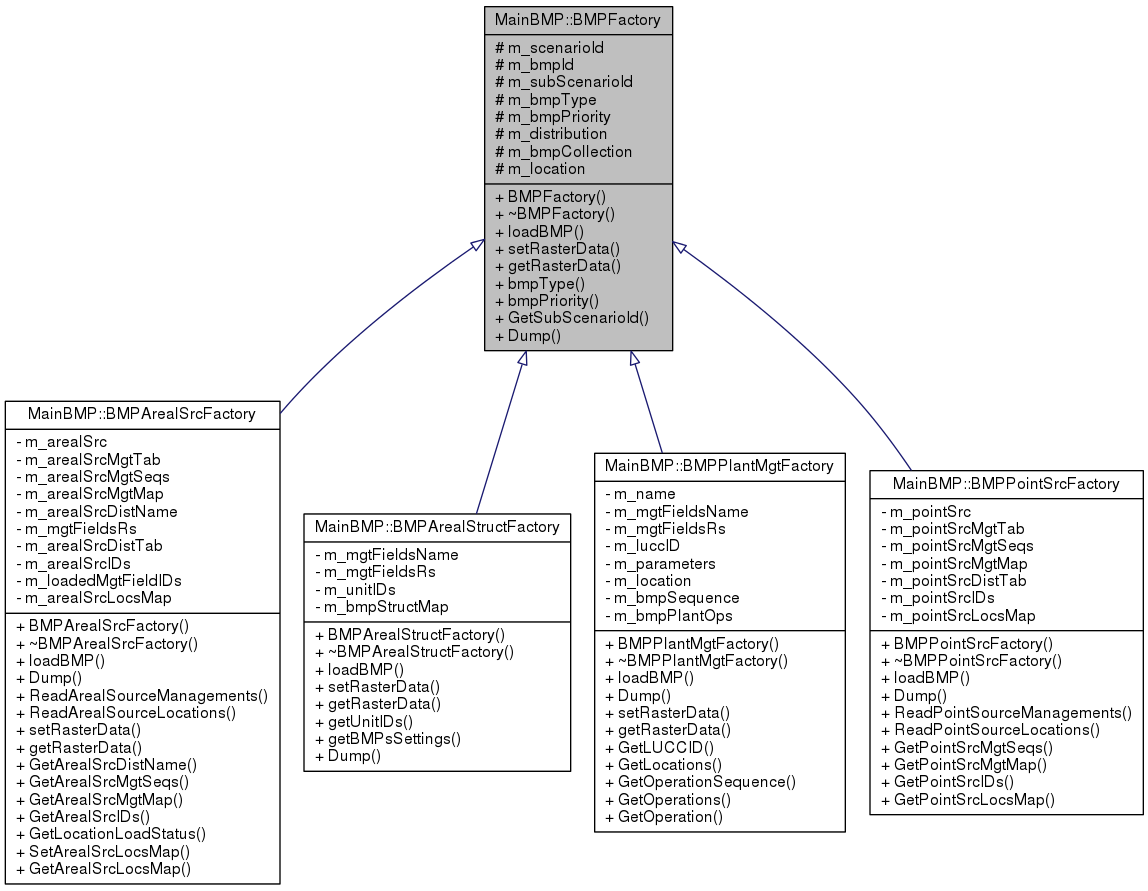 MainBMP::BMPFactory
# m_scenarioId
# m_bmpId
# m_subScenarioId
# m_bmpType
# m_bmpPriority
# m_distribution
# m_bmpCollection
# m_location
+ BMPFactory()
+ ~BMPFactory()
+ loadBMP()
+ setRasterData()
+ getRasterData()
+ bmpType()
+ bmpPriority()
+ GetSubScenarioId()
+ Dump()
MainBMP::BMPArealSrcFactory
- m_arealSrc
- m_arealSrcMgtTab
- m_arealSrcMgtSeqs
- m_arealSrcMgtMap
- m_arealSrcDistName
- m_mgtFieldsRs
- m_arealSrcDistTab
- m_arealSrcIDs
- m_loadedMgtFieldIDs
- m_arealSrcLocsMap
+ BMPArealSrcFactory()
+ ~BMPArealSrcFactory()
+ loadBMP()
+ Dump()
+ ReadArealSourceManagements()
+ ReadArealSourceLocations()
+ setRasterData()
+ getRasterData()
+ GetArealSrcDistName()
+ GetArealSrcMgtSeqs()
+ GetArealSrcMgtMap()
+ GetArealSrcIDs()
+ GetLocationLoadStatus()
+ SetArealSrcLocsMap()
+ GetArealSrcLocsMap()
MainBMP::BMPArealStructFactory
- m_mgtFieldsName
- m_mgtFieldsRs
- m_unitIDs
- m_bmpStructMap
+ BMPArealStructFactory()
+ ~BMPArealStructFactory()
+ loadBMP()
+ setRasterData()
+ getRasterData()
+ getUnitIDs()
+ getBMPsSettings()
+ Dump()
MainBMP::BMPPlantMgtFactory
- m_name
- m_mgtFieldsName
- m_mgtFieldsRs
- m_luccID
- m_parameters
- m_location
- m_bmpSequence
- m_bmpPlantOps
+ BMPPlantMgtFactory()
+ ~BMPPlantMgtFactory()
+ loadBMP()
+ Dump()
+ setRasterData()
+ getRasterData()
+ GetLUCCID()
+ GetLocations()
+ GetOperationSequence()
+ GetOperations()
+ GetOperation()
MainBMP::BMPPointSrcFactory
- m_pointSrc
- m_pointSrcMgtTab
- m_pointSrcMgtSeqs
- m_pointSrcMgtMap
- m_pointSrcDistTab
- m_pointSrcIDs
- m_pointSrcLocsMap
+ BMPPointSrcFactory()
+ ~BMPPointSrcFactory()
+ loadBMP()
+ Dump()
+ ReadPointSourceManagements()
+ ReadPointSourceLocations()
+ GetPointSrcMgtSeqs()
+ GetPointSrcMgtMap()
+ GetPointSrcIDs()
+ GetPointSrcLocsMap()